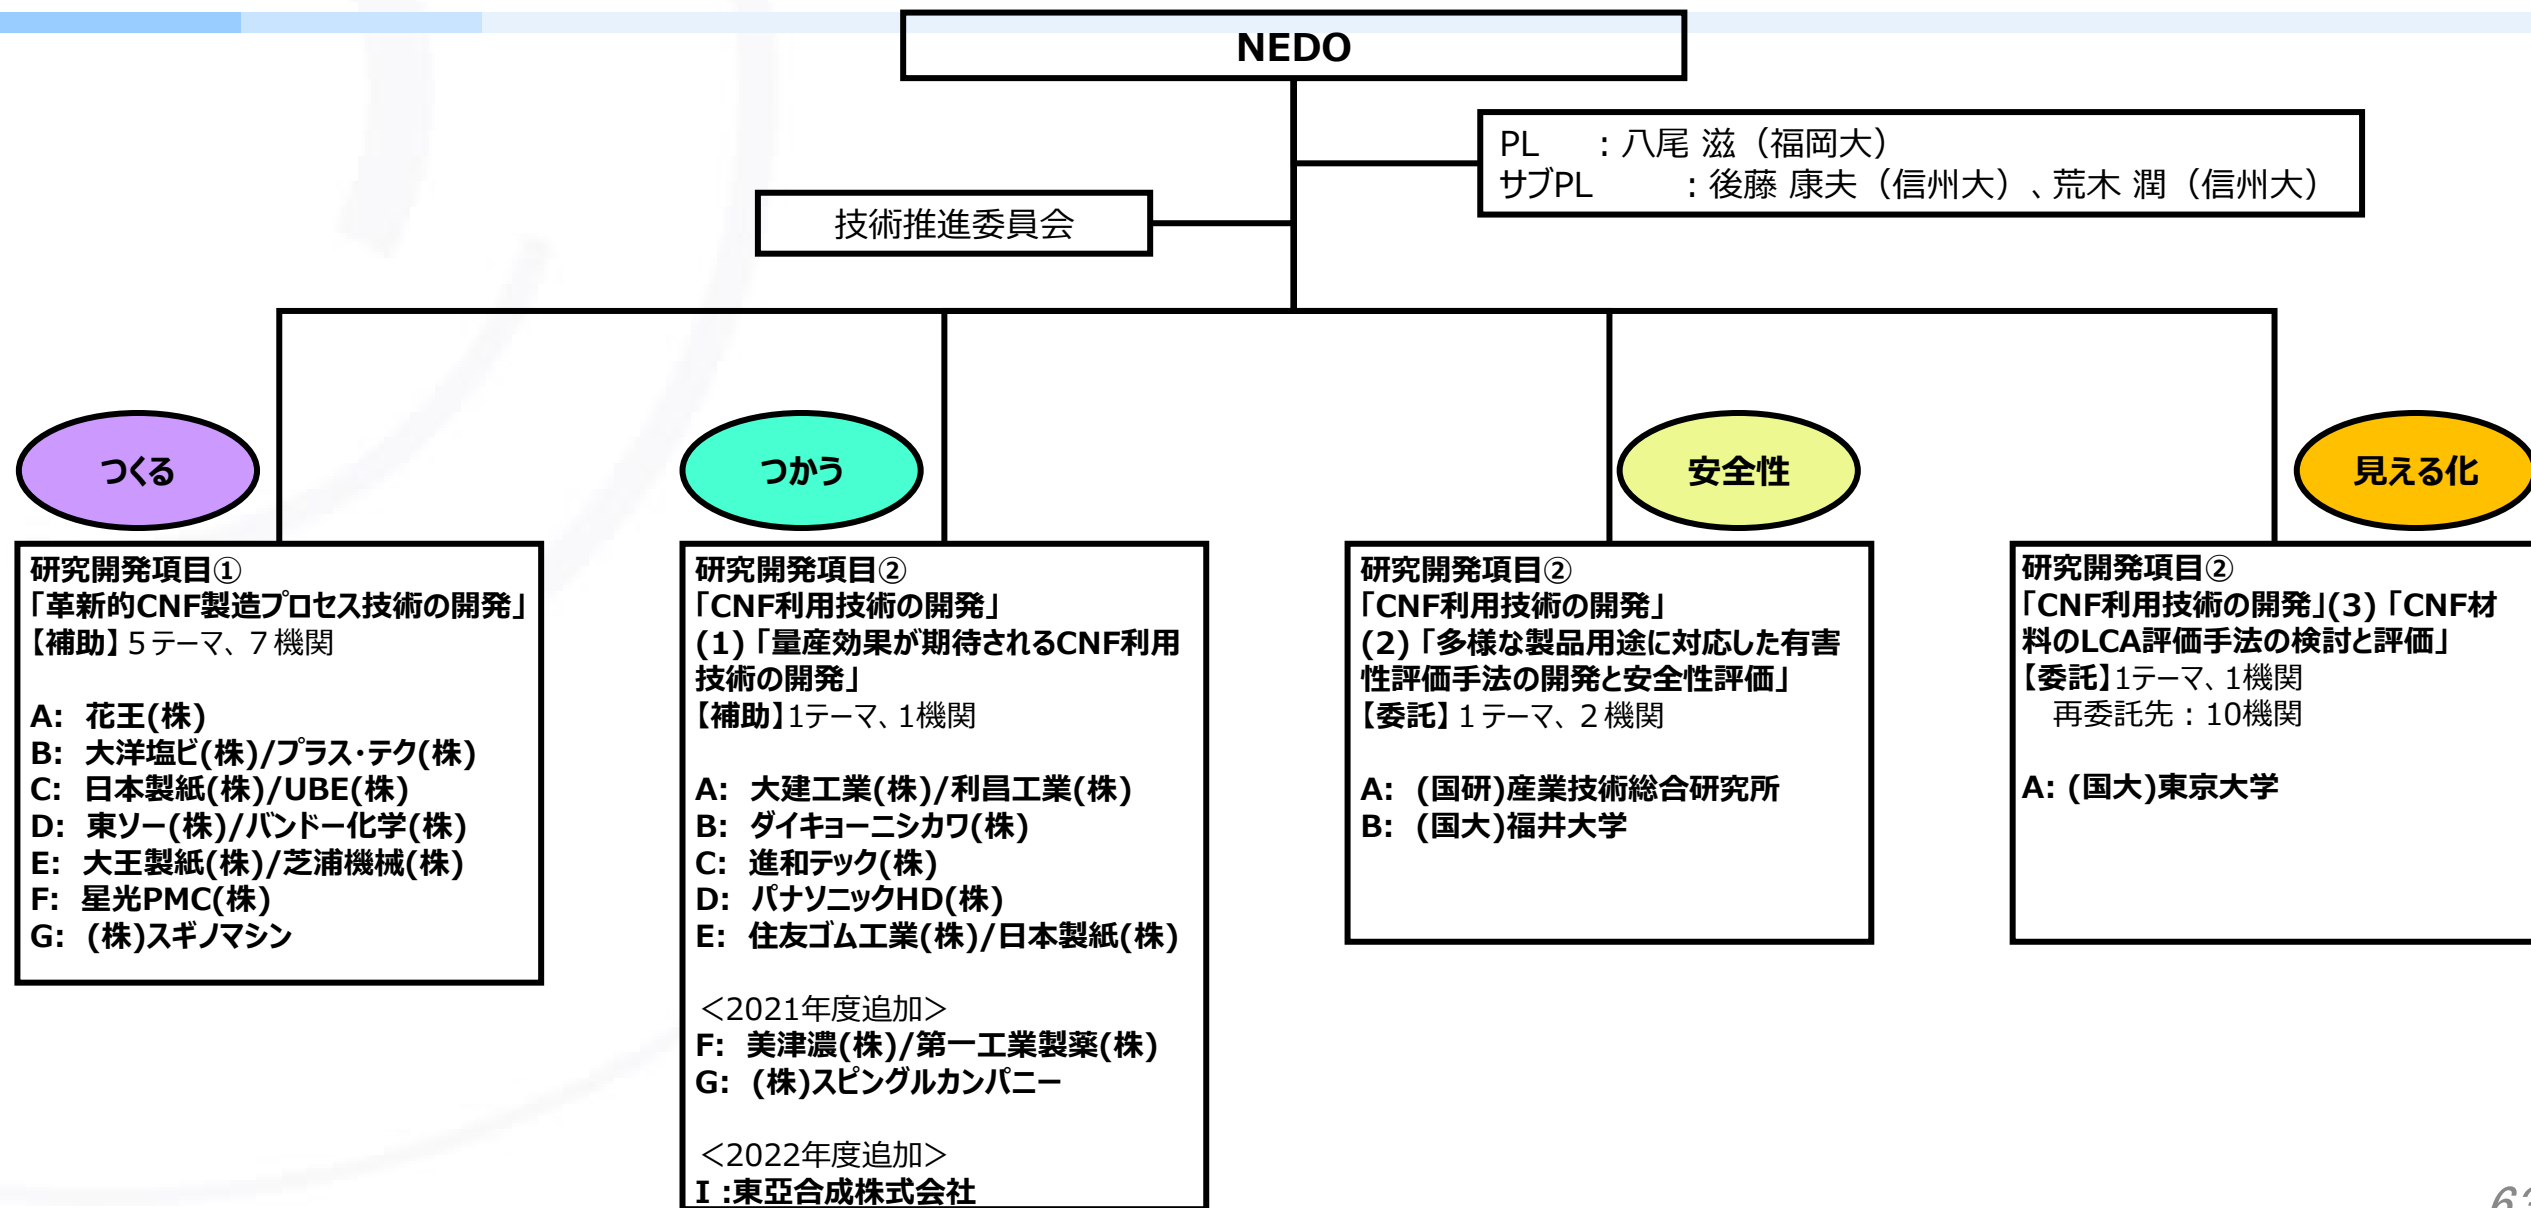 NEDO
PL :八尾 滋（福岡大）
サブPL :後藤 康夫（信州大）、荒木 潤（信州大）
技術推進委員会
つくる
つかう
安全性
見える化
研究開発項目①
「革新的CNF製造プロセス技術の開発」
【補助】５テーマ、７機関
A: 花王(株)
B: 大洋塩ビ(株)/プラス・テク(株)
C: 日本製紙(株)/UBE(株)
D: 東ソー(株)/バンドー化学(株)
E: 大王製紙(株)/芝浦機械(株)
F: 星光PMC(株)
G: (株)スギノマシン
研究開発項目②
「CNF利用技術の開発」
(1)「量産効果が期待されるCNF利用
技術の開発」
【補助】1テーマ、1機関
A: 大建工業(株)/利昌工業(株)
B: ダイキョーニシカワ(株)
C: 進和テック(株)
D: パナソニックHD(株)
E: 住友ゴム工業(株)/日本製紙(株)
＜2021年度追加＞
F: 美津濃(株)/第一工業製薬(株)
G: (株)スピングルカンパニー
＜2022年度追加＞
I :東亞合成株式会社
研究開発項目②
「CNF利用技術の開発」
(2)「多様な製品用途に対応した有害
性評価手法の開発と安全性評価」
【委託】１テーマ、２機関
A: (国研)産業技術総合研究所
B: (国大)福井大学
研究開発項目②
「CNF利用技術の開発」(3)「CNF材
料のLCA評価手法の検討と評価」
【委託】1テーマ、1機関
再委託先：10機関
A: (国大)東京大学